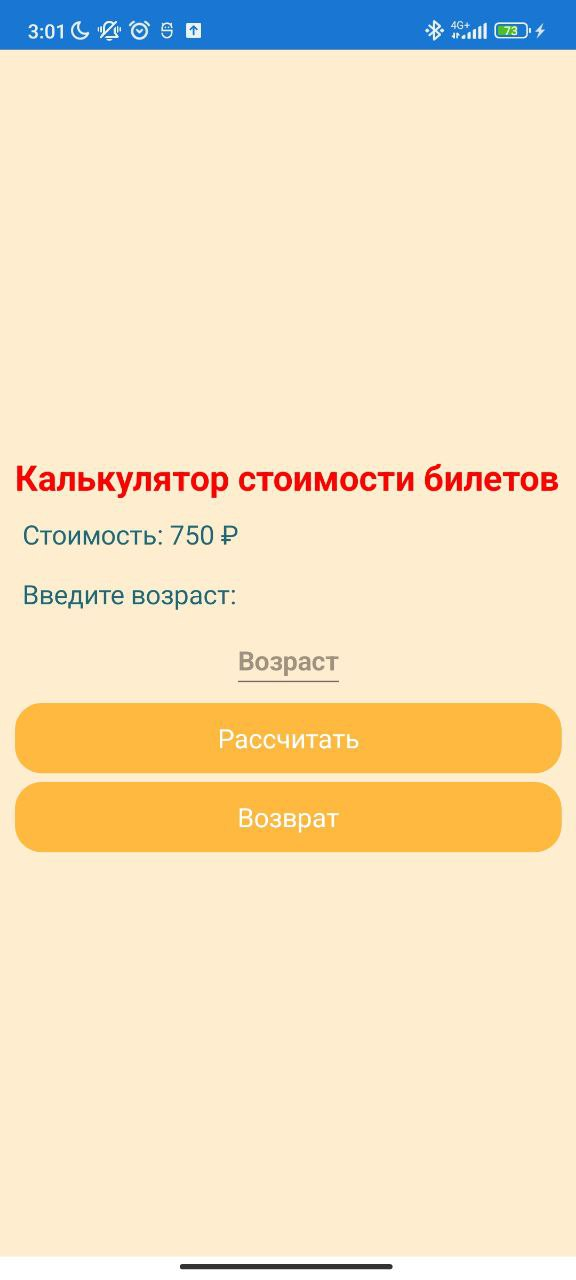 3:01
4G+
73
Калькулятор стоимости билетов
Стоимость: 750 ₽
Введите возраст:
Возраст
Рассчитать
Возврат